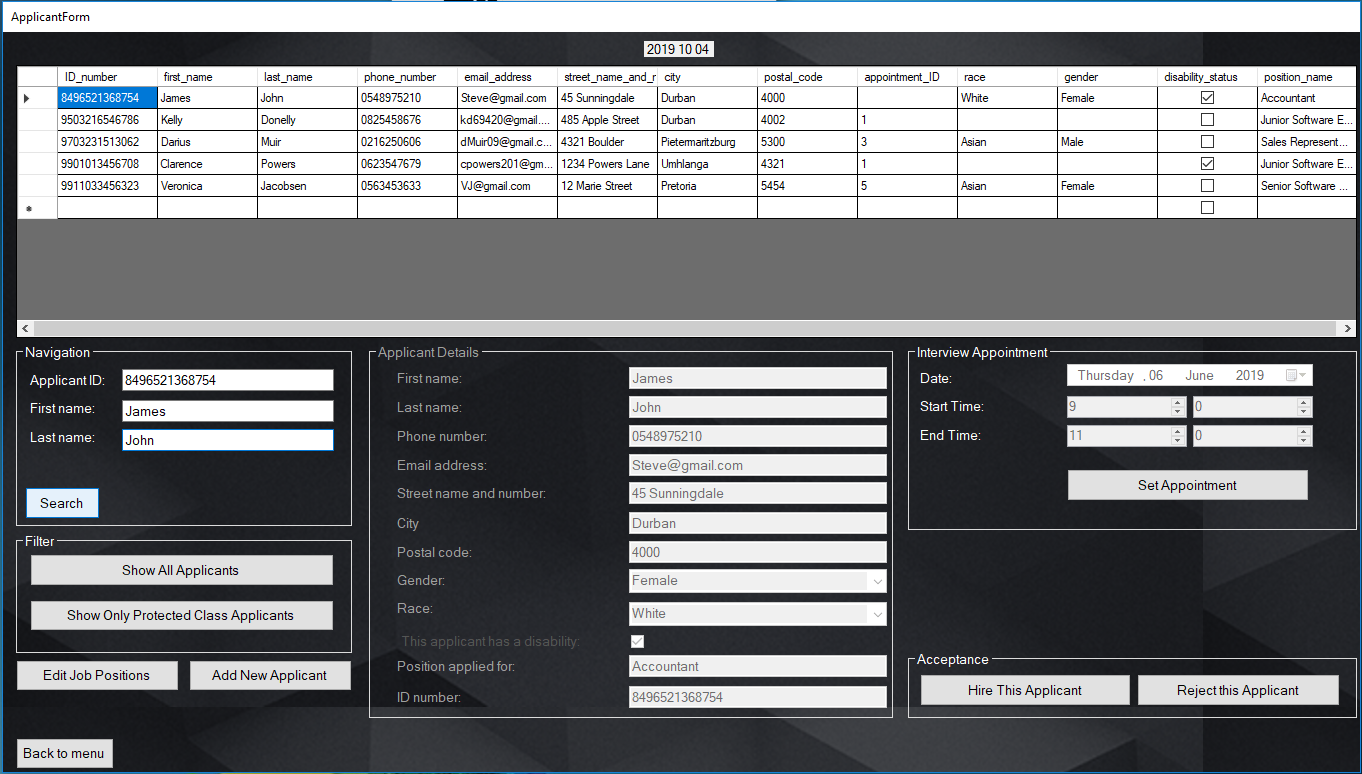 ApplicantForm
2019 10 04
ID_number first_name last_name phone_number email_address street_name_and_r city postal_code appointment_ID race gender disability_status position_name
8496521368754 James John 0548975210 Steve@gmail.com 45 Sunningdale Durban 4000 White Female Accountant
9503216546786 Kelly Donelly 0825458676 kd69420@gmail.... 485 Apple Street Durban 4002 1 Junior Software E...
9703231513062 Darius Muir 0216250606 dMuir09@gmail.c... 4321 Boulder Pietermaritzburg 5300 3 Asian Male Sales Represent...
9901013456708 Clarence Powers 0623547679 cpowers201@gm... 1234 Powers Lane Umhlanga 4321 1 Junior Software E...
9911033456323 Veronica Jacobsen 0563453633 VJ@gmail.com 12 Marie Street Pretoria 5454 5 Asian Female Senior Software ...
Navigation
Applicant ID: 8496521368754
First name: James
Last name: John
Search
Filter
Show All Applicants
Show Only Protected Class Applicants
Edit Job Positions Add New Applicant
Back to menu
Applicant Details
First name: James
Last name: John
Phone number: 0548975210
Email address: Steve@gmail.com
Street name and number: 45 Sunningdale
City Durban
Postal code: 4000
Gender: Female
Race: White
This applicant has a disability:
Position applied for: Accountant
ID number: 8496521368754
Interview Appointment
Date: Thursday , 06 June 2019
Start Time: 9 0
End Time: 11 0
Set Appointment
Acceptance
Hire This Applicant Reject this Applicant